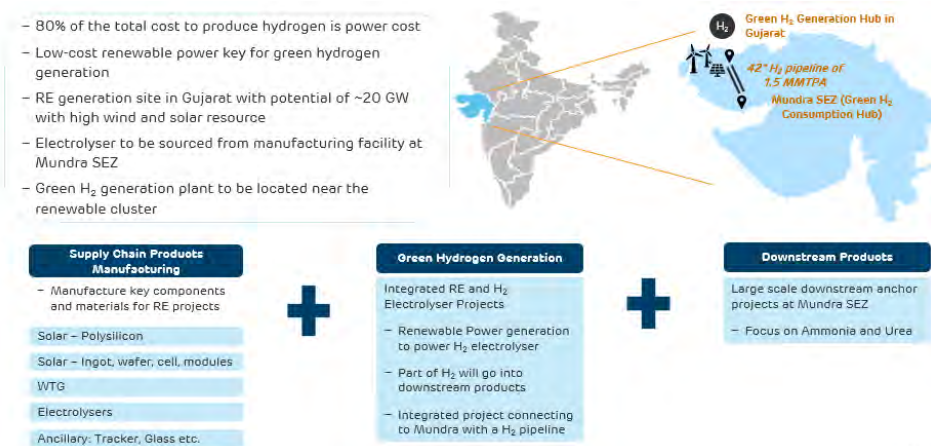 – 80% of the total cost to produce hydrogen is power cost
– Low-cost renewable power key for green hydrogen
generation
– RE generation site in Gujarat with potential of ~20 GW
with high wind and solar resource
– Electrolyser to be sourced from manufacturing facility at
Mundra SEZ
– Green H₂ generation plant to be located near the
renewable cluster
H₂
Green H₂ Generation Hub in
Gujarat
42" H₂ pipeline of
1.5 MMTPA
Mundra SEZ (Green H₂
Consumption Hub)
Supply Chain Products
Manufacturing
– Manufacture key components
and materials for RE projects
Solar – Polysilicon
Solar – Ingot, wafer, cell, modules
WTG
Electrolysers
Ancillary: Tracker, Glass etc.
Green Hydrogen Generation
Integrated RE and H₂
Electrolyser Projects
– Renewable Power generation
to power H₂ electrolyser
– Part of H₂ will go into
downstream products
– Integrated project connecting
to Mundra with a H₂ pipeline
Downstream Products
Large scale downstream anchor
projects at Mundra SEZ
– Focus on Ammonia and Urea